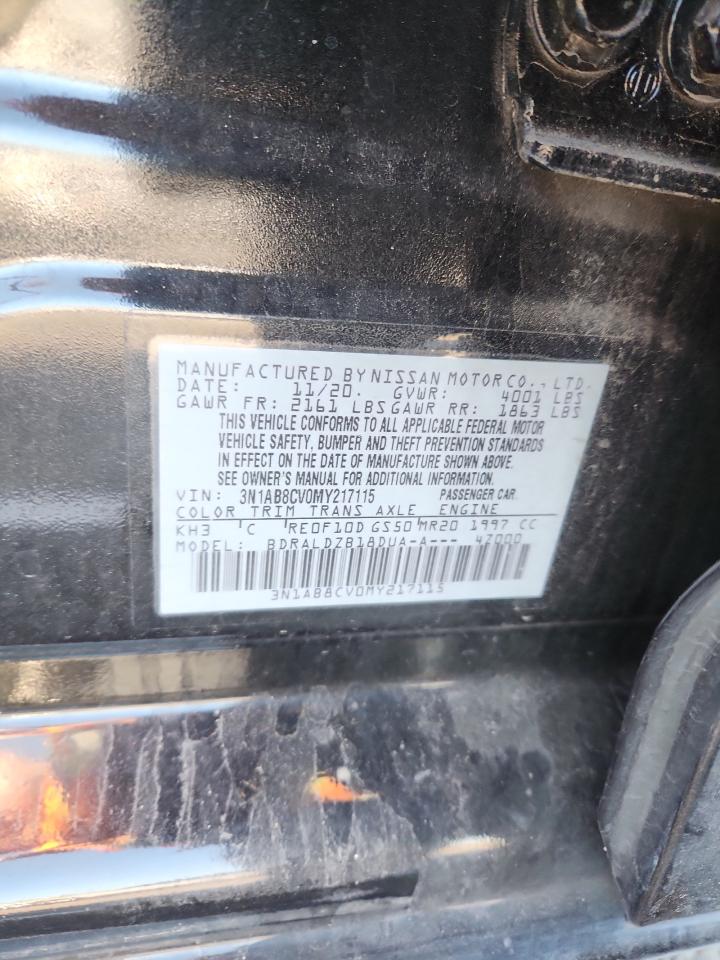 MANUFACTURED BY NISSAN MOTOR CO., LTD.
DATE: 11/20. GVWR: 4001 LBS
GAWR FR: 2161 LBS GAWR RR: 1863 LBS
THIS VEHICLE CONFORMS TO ALL APPLICABLE FEDERAL MOTOR
VEHICLE SAFETY, BUMPER AND THEFT PREVENTION STANDARDS
IN EFFECT ON THE DATE OF MANUFACTURE SHOWN ABOVE.
SEE OWNER'S MANUAL FOR ADDITIONAL INFORMATION.
VIN: 3N1AB8CV0MY217115 PASSENGER CAR
COLOR TRIM TRANS AXLE ENGINE
KH3 C RE0F10D GS50 MR20 1997 CC
MODEL: BDRALDZB18DUA-A--- 4Z000
3N1AB8CV0MY217115